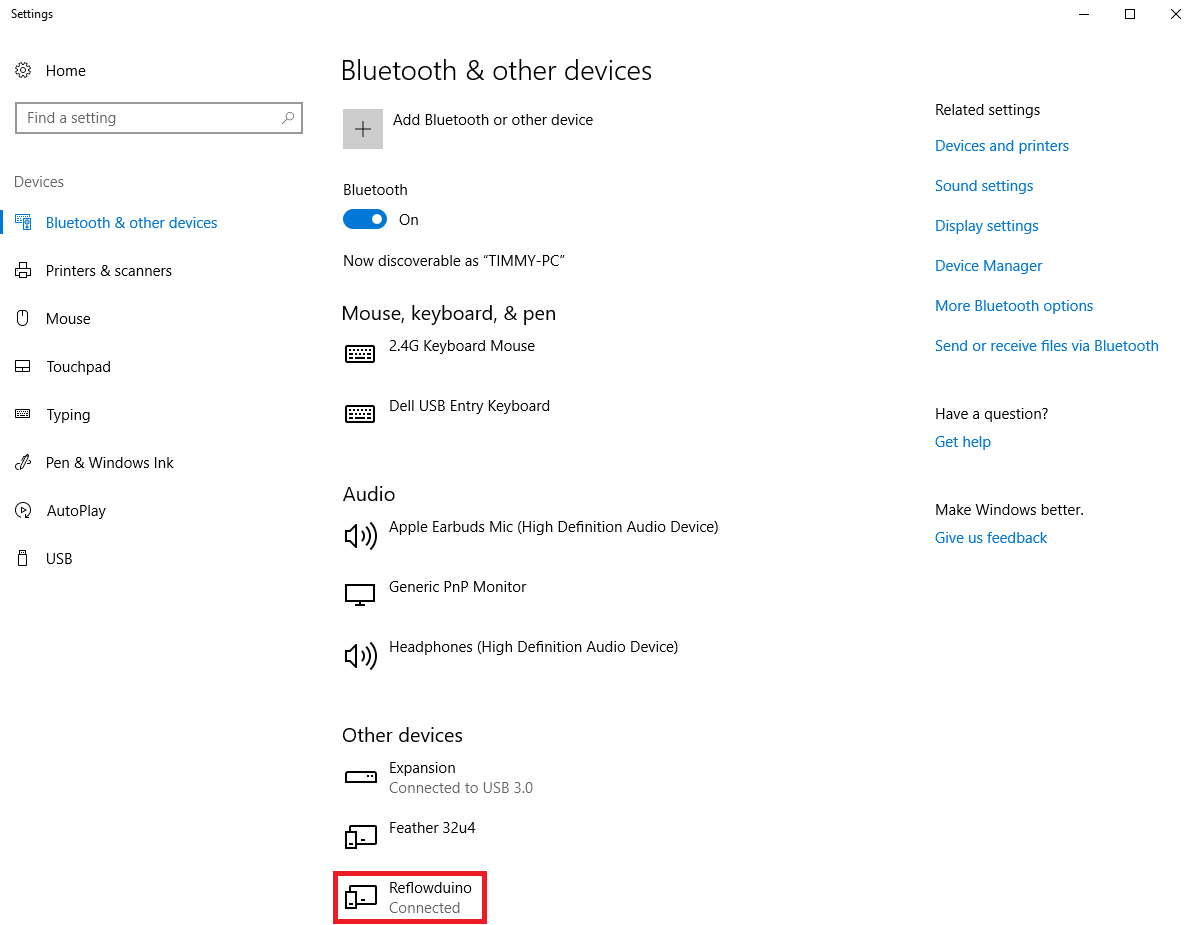 Settings
Home
Find a setting
Devices
Bluetooth & other devices
Printers & scanners
Mouse
Touchpad
Typing
Pen & Windows Ink
AutoPlay
USB
Bluetooth & other devices
Add Bluetooth or other device
Bluetooth
On
Now discoverable as “TIMMY-PC”
Mouse, keyboard, & pen
2.4G Keyboard Mouse
Dell USB Entry Keyboard
Audio
Apple Earbuds Mic (High Definition Audio Device)
Generic PnP Monitor
Headphones (High Definition Audio Device)
Other devices
Expansion
Connected to USB 3.0
Feather 32u4
Reflowduino
Connected
Related settings
Devices and printers
Sound settings
Display settings
Device Manager
More Bluetooth options
Send or receive files via Bluetooth
Have a question?
Get help
Make Windows better.
Give us feedback